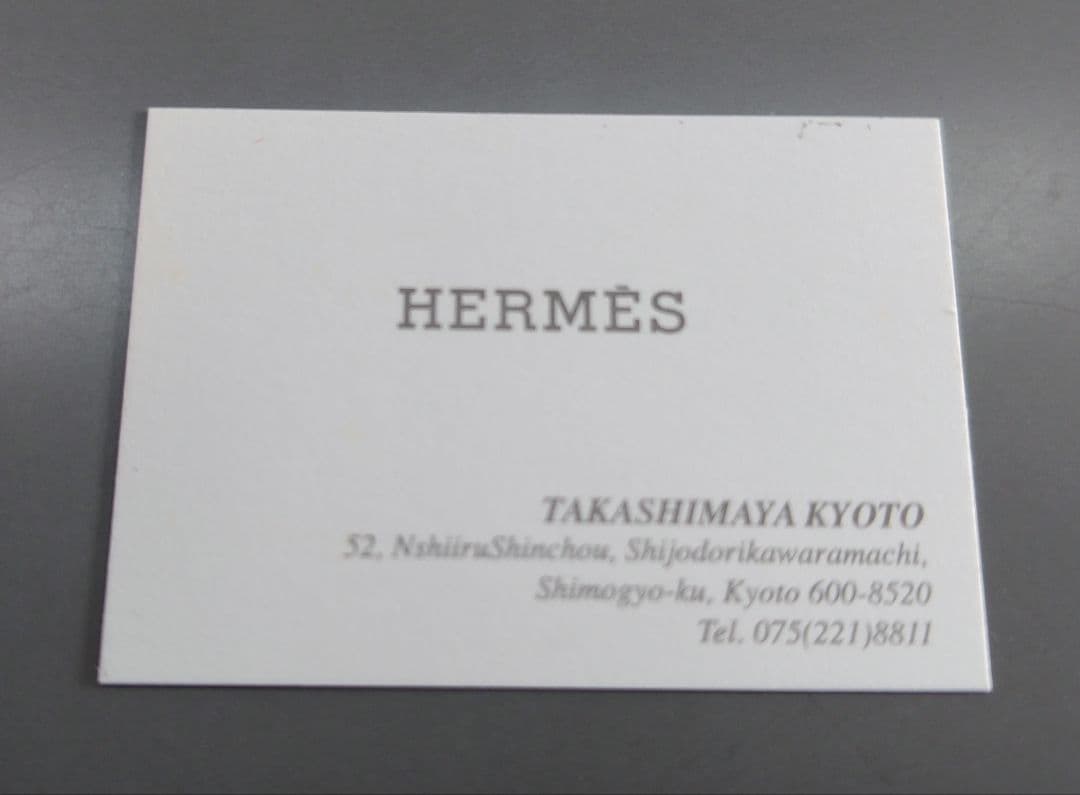 HERMÈS
TAKASHIMAYA KYOTO
52, NshiiruShinchou, Shijodorikawaramachi,
Shimogyo-ku, Kyoto 600-8520
Tel. 075(221)8811